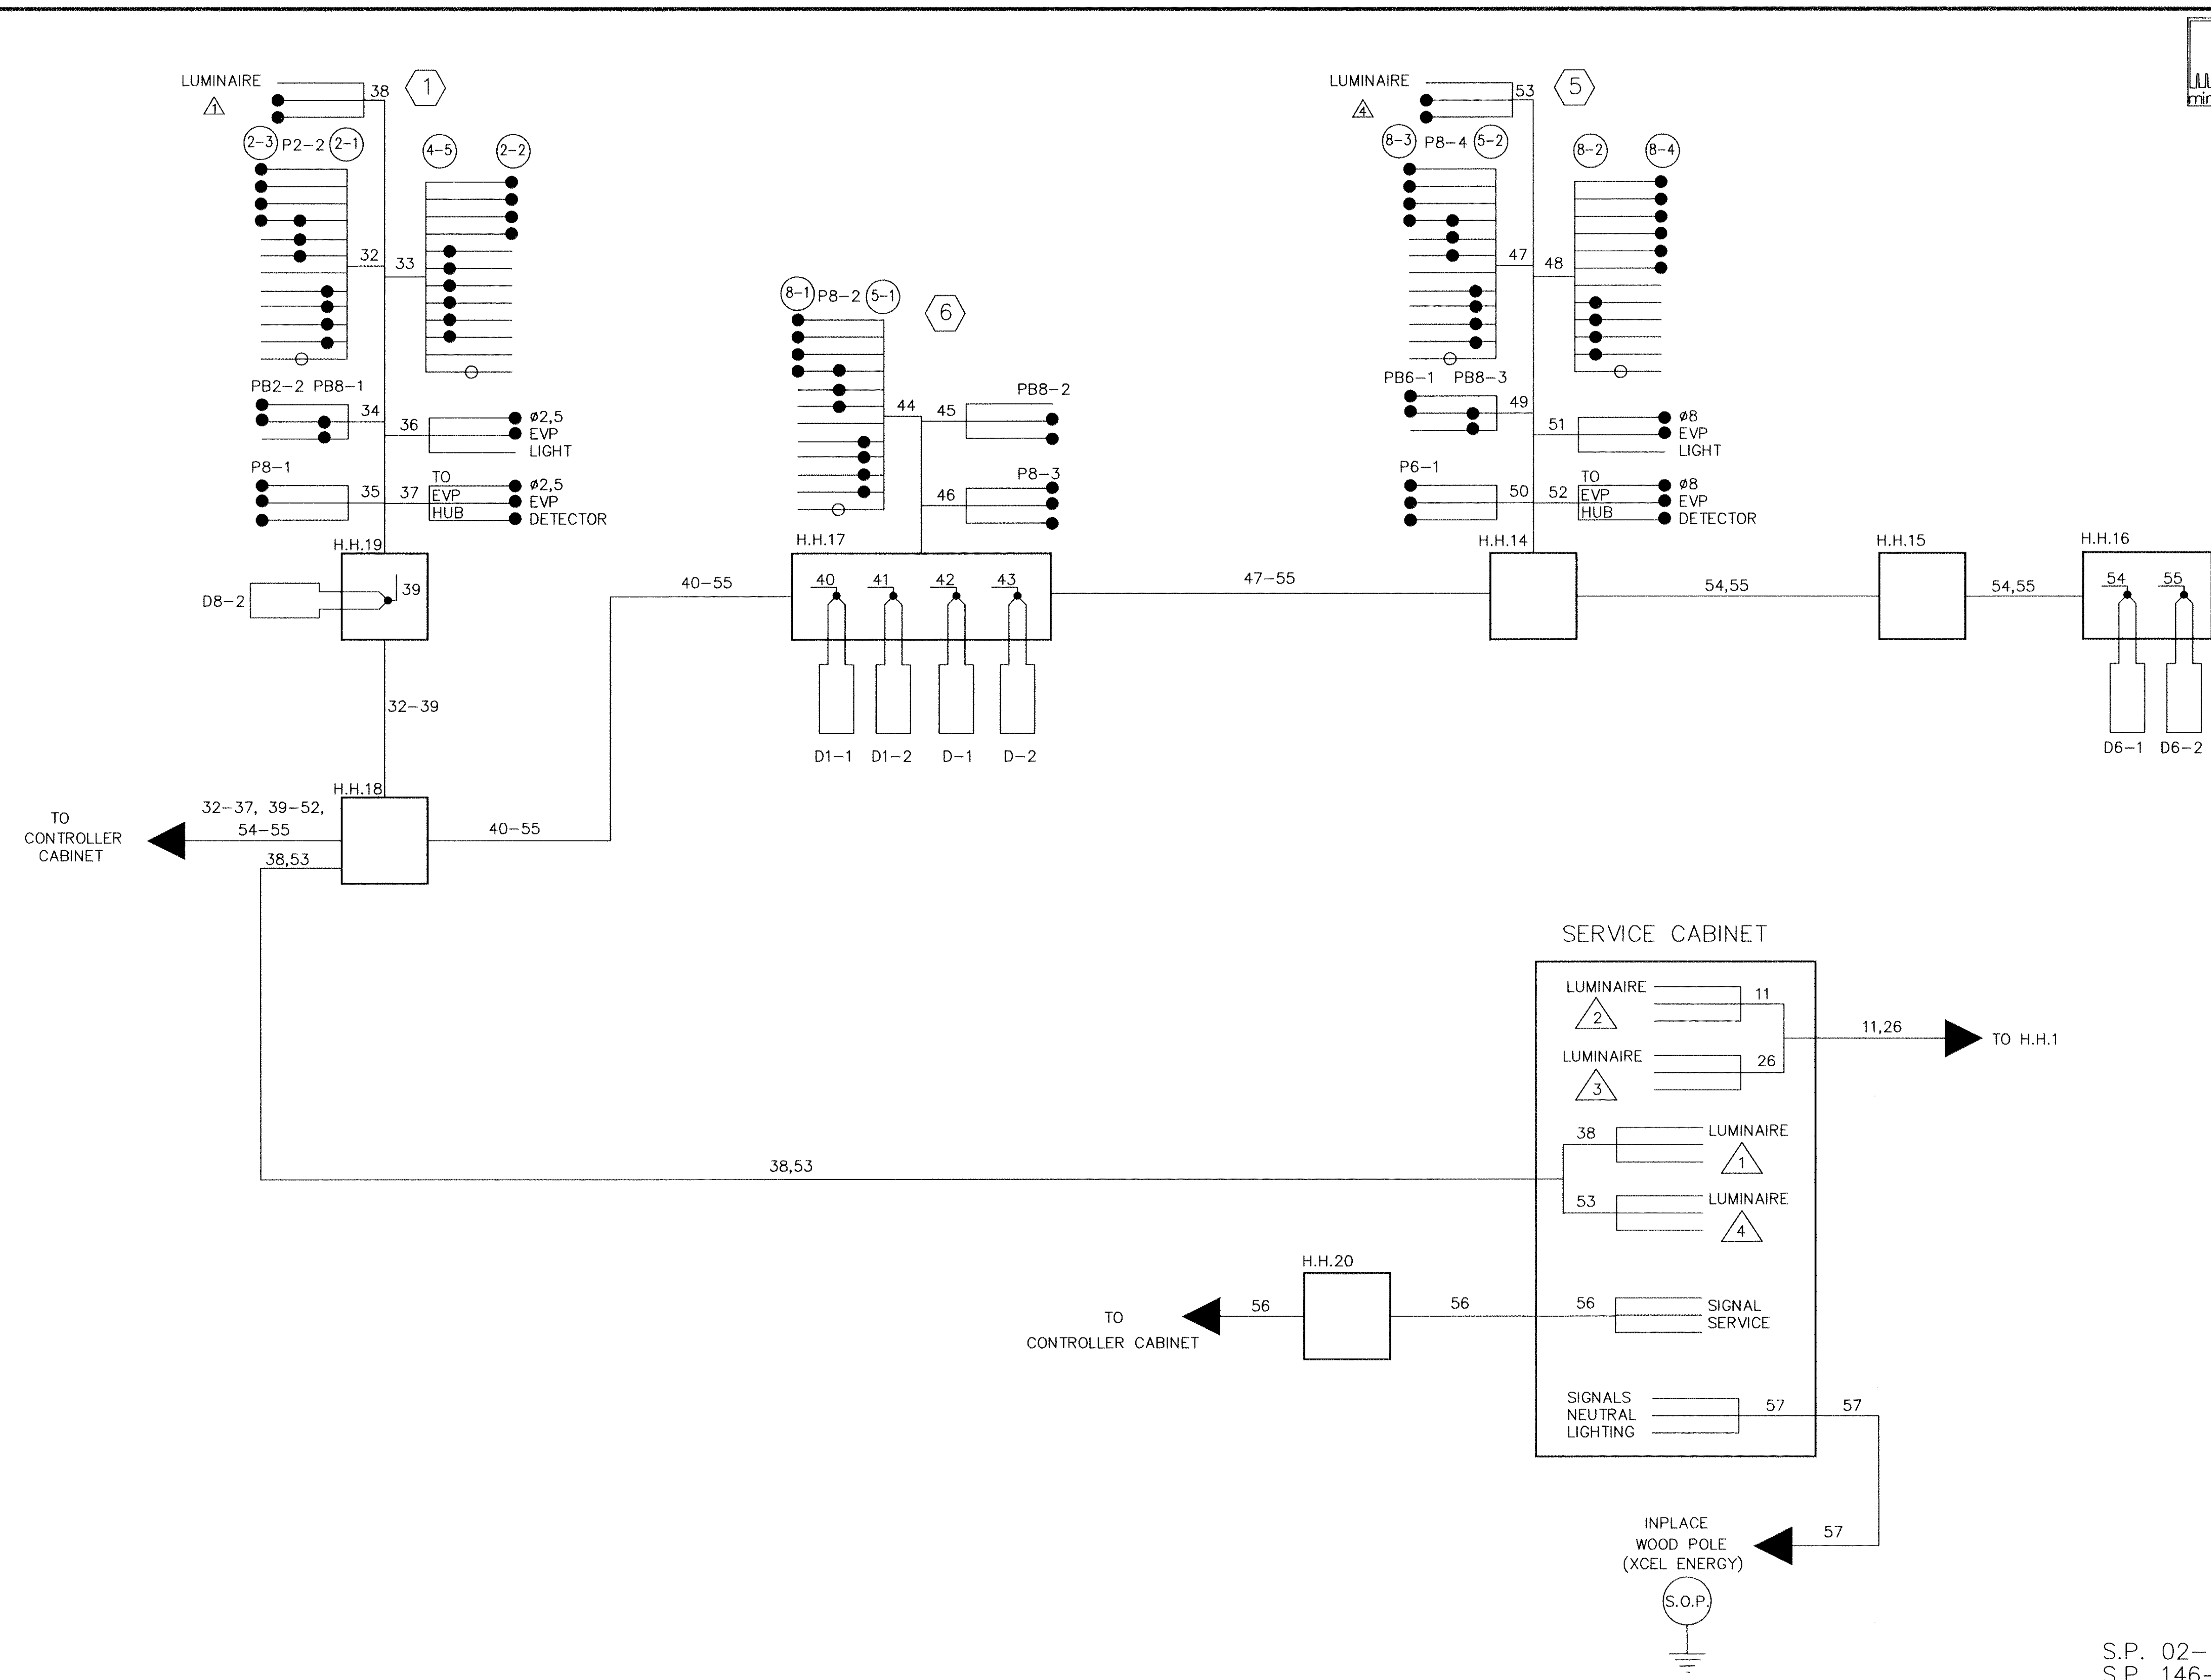 min
LUMINAIRE
1
38
1
2-3 P2-2 2-1
4-5 2-2
32
33
PB2-2 PB8-1
34
36
ø2,5
EVP
LIGHT
P8-1
35
37
TO
EVP
HUB
ø2,5
EVP
DETECTOR
H.H.19
39
D8-2
32-39
H.H.18
32-37, 39-52,
54-55
TO
CONTROLLER
CABINET
38,53
40-55
40-55
8-1 P8-2 5-1
6
44
45
PB8-2
46
P8-3
H.H.17
40 41 42 43
D1-1 D1-2 D-1 D-2
47-55
LUMINAIRE
4
53
5
8-3 P8-4 5-2
8-2 8-4
47
48
PB6-1 PB8-3
49
51
ø8
EVP
LIGHT
P6-1
50
52
TO
EVP
HUB
ø8
EVP
DETECTOR
H.H.14
54,55
H.H.15
54,55
H.H.16
54 55
D6-1 D6-2
SERVICE CABINET
LUMINAIRE
2
11
LUMINAIRE
3
26
11,26
TO H.H.1
38
LUMINAIRE
1
38,53
53
LUMINAIRE
4
H.H.20
TO
CONTROLLER CABINET
56
56
56
SIGNAL
SERVICE
SIGNALS
NEUTRAL
LIGHTING
57
57
57
INPLACE
WOOD POLE
(XCEL ENERGY)
S.O.P.
S.P. 02-
S.P. 146-